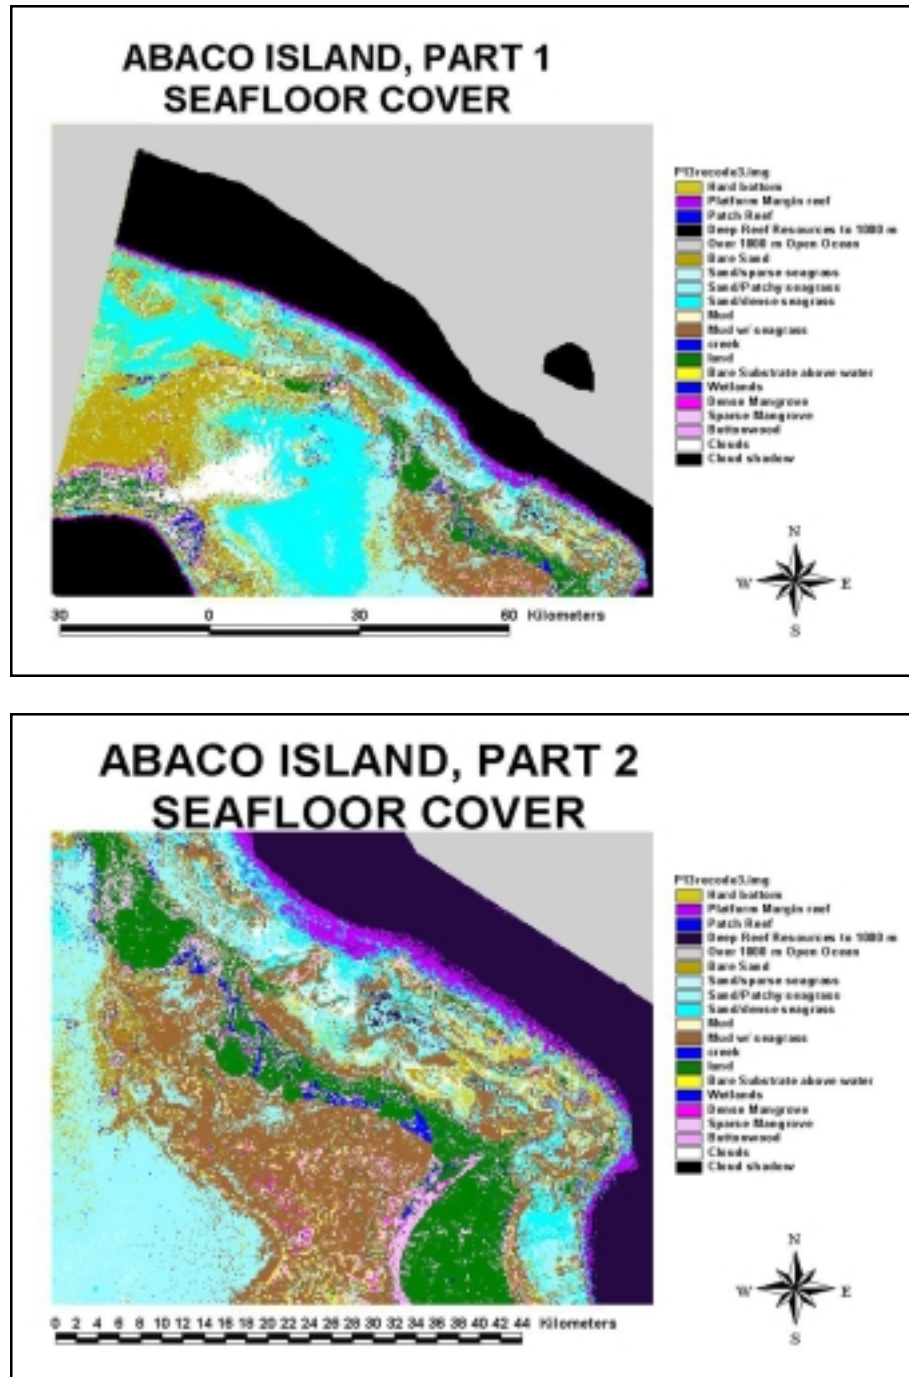 ABACO ISLAND, PART 1
SEAFLOOR COVER
P13recode3.img
Hard bottom
Platform Margin reef
Patch Reef
Deep Reef Resources to 1000 m
Over 1000 m Open Ocean
Bare Sand
Sand/sparse seagrass
Sand/Patchy seagrass
Sand/dense seagrass
Mud
Mud w/ seagrass
creek
land
Bare Substrate above water
Wetlands
Dense Mangrove
Sparse Mangrove
Buttonwood
Clouds
Cloud shadow
N
W E
S
30 0 30 60 Kilometers
ABACO ISLAND, PART 2
SEAFLOOR COVER
P13recode3.img
Hard bottom
Platform Margin reef
Patch Reef
Deep Reef Resources to 1000 m
Over 1000 m Open Ocean
Bare Sand
Sand/sparse seagrass
Sand/Patchy seagrass
Sand/dense seagrass
Mud
Mud w/ seagrass
creek
land
Bare Substrate above water
Wetlands
Dense Mangrove
Sparse Mangrove
Buttonwood
Clouds
Cloud shadow
N
W E
S
0 2 4 6 8 10 12 14 16 18 20 22 24 26 28 30 32 34 36 38 40 42 44 Kilometers